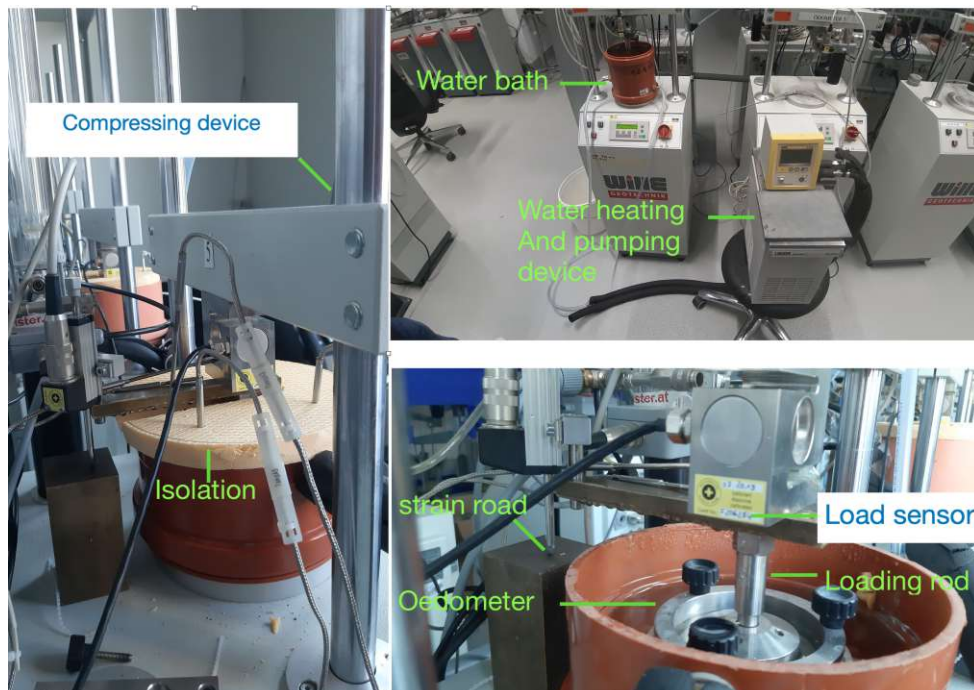 Compressing device
Isolation
Water bath
wille
GEOTECHNIK
Water heating
And pumping
device
ster.at
strain road
Load sensor
Oedometer
Loading rod